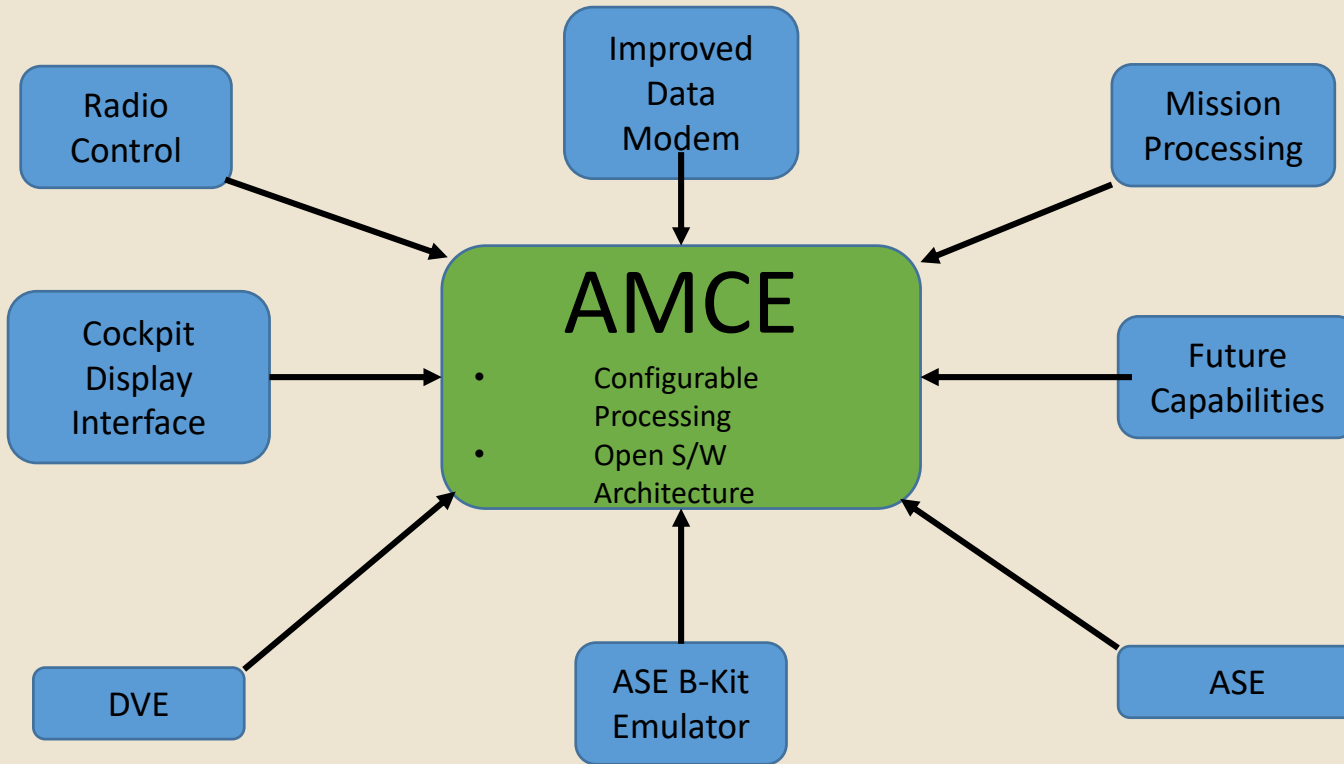 Improved
Data
Modem
Radio
Control
Mission
Processing
AMCE
• Configurable
Processing
• Open S/W
Architecture
Cockpit
Display
Interface
Future
Capabilities
DVE
ASE B-Kit
Emulator
ASE